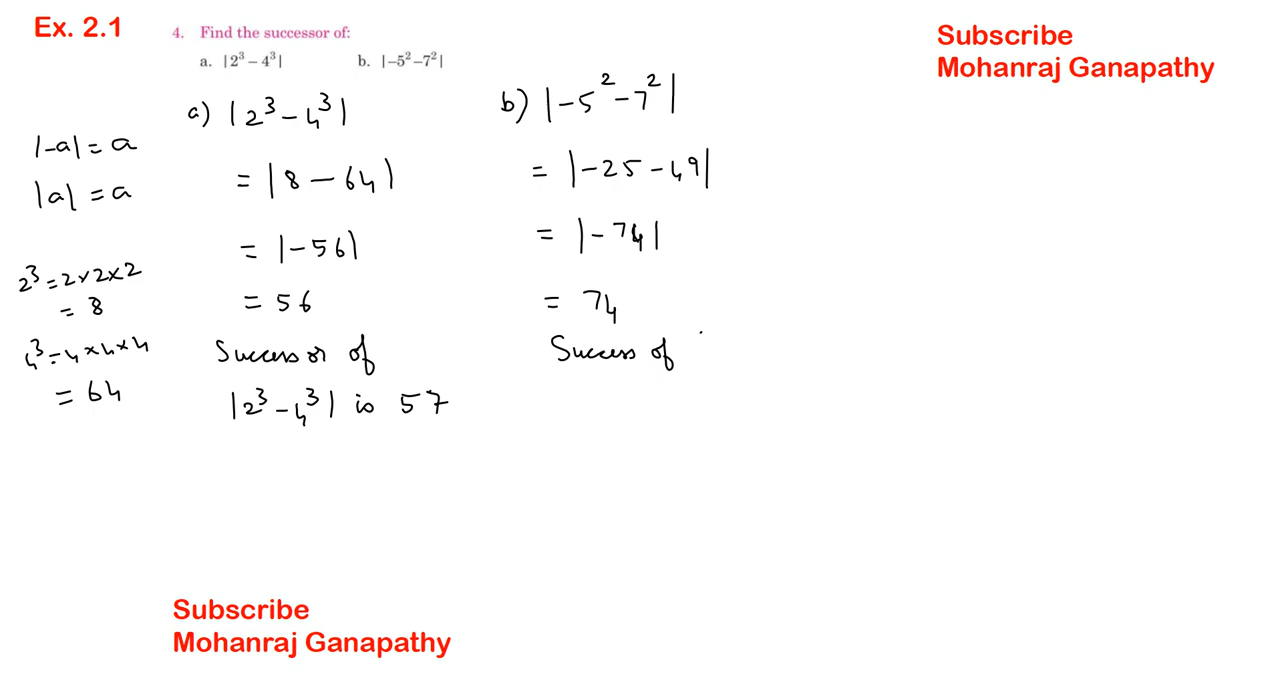 Ex. 2.1
4. Find the successor of:
a. |2³ – 4³| b. |–5² –7²|
Subscribe
Mohanraj Ganapathy
a) |2³ – 4³|
= |8 – 64|
= |–56|
= 56
Successor of
|2³ – 4³| is 57
|-a| = a
|a| = a
2³ = 2 × 2 × 2
= 8
4³ = 4 × 4 × 4
= 64
b) |–5² – 7²|
= |–25 – 49|
= |– 74|
= 74
Success of
Subscribe
Mohanraj Ganapathy